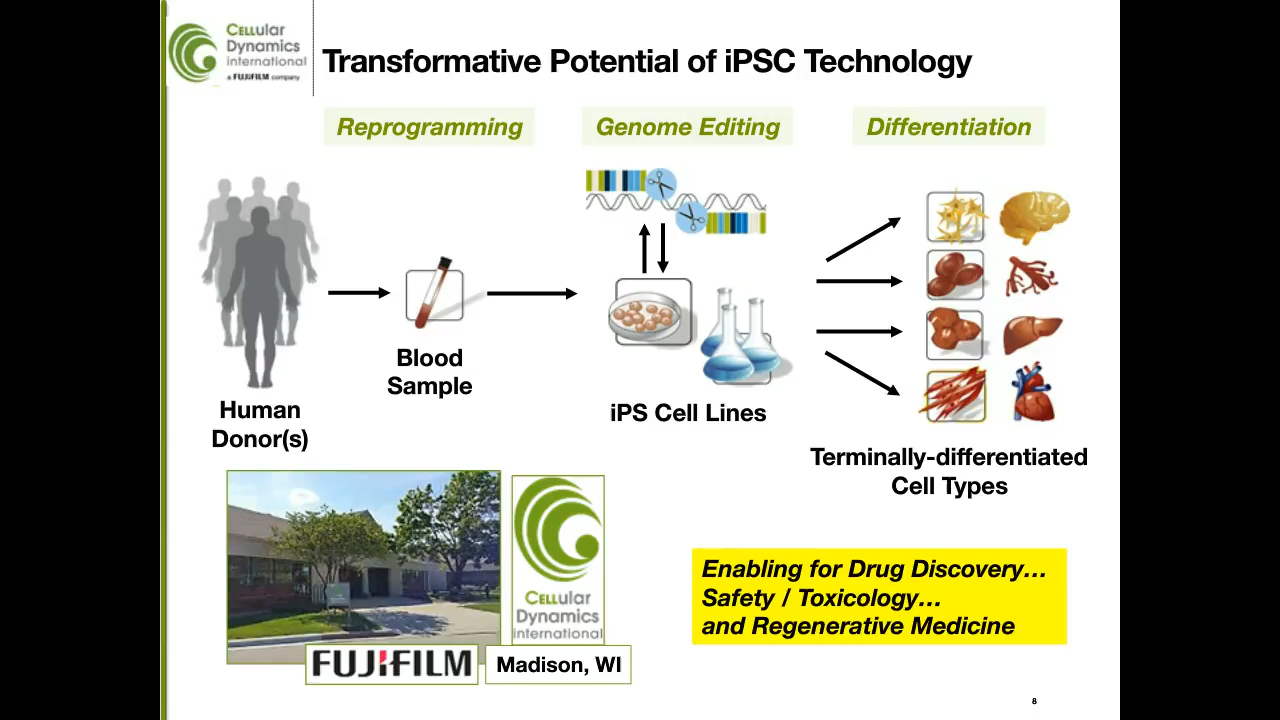 CELLular
Dynamics
international
a FUJIFILM company
Transformative Potential of iPSC Technology
Reprogramming
Genome Editing
Differentiation
Blood
Sample
Human
Donor(s)
iPS Cell Lines
Terminally-differentiated
Cell Types
CELLular
Dynamics
international
FUJIFILM
Madison, WI
Enabling for Drug Discovery…
Safety / Toxicology…
and Regenerative Medicine
8